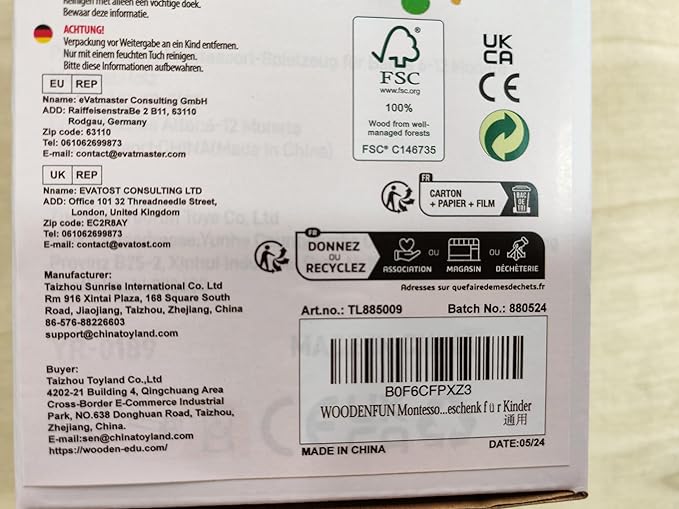 Reinigen met alleen een vochtige doek.
Bewaar deze informatie.
ACHTUNG!
Verpackung vor Weitergabe an ein Kind entfernen.
Nur mit einem feuchten Tuch reinigen.
Bitte diese Informationen aufbewahren.
EU REP
Nname: eVatmaster Consulting GmbH
ADD: RaiffeisenstraBe 2 B11, 63110
Rodgau, Germany
Zip code: 63110
Tel: 061062699873
E-mail: contact@evatmaster.com
UK REP
Nname: EVATOST CONSULTING LTD
ADD: Office 101 32 Threadneedle Street,
London, United Kingdom
Zip code: EC2R8AY
Tel: 061062699873
E-mail: contact@evatost.com
Manufacturer:
Taizhou Sunrise International Co. Ltd
Rm 916 Xintai Plaza, 168 Square South
Road, Jiaojiang, Taizhou, Zhejiang, China
86-576-88226603
support@chinatoyland.com
Buyer:
Taizhou Toyland Co.,Ltd
4202-21 Building 4, Qingchuang Area
Cross-Border E-Commerce Industrial
Park, NO.638 Donghuan Road, Taizhou,
Zhejiang, China.
E-mail:sen@chinatoyland.com
https://wooden-edu.com/
FSC
www.fsc.org
100%
Wood from well-
managed forests
FSC® C146735
UK
CA
CE
FR
CARTON
+ PAPIER + FILM
BAC
DE TRI
FR
DONNEZ
ou
RECYCLEZ
ASSOCIATION
ou
MAGASIN
ou
DÉCHÈTERIE
Adresses sur quefairedemesdechets.fr
Art.no.: TL885009
Batch No.: 880524
B0F6CFPXZ3
WOODENFUN Montesso...eschenk für Kinder
通用
MADE IN CHINA
DATE:05/24